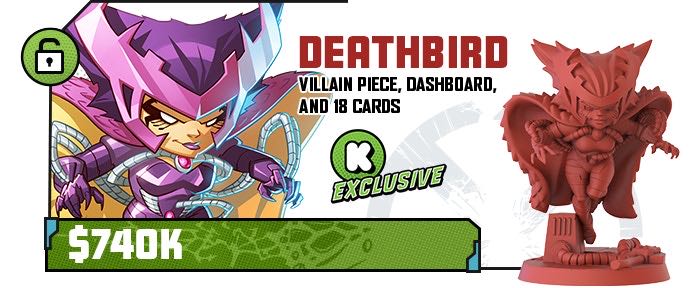 DEATHBIRD
VILLAIN PIECE, DASHBOARD,
AND 18 CARDS
K
EXCLUSIVE
$740K